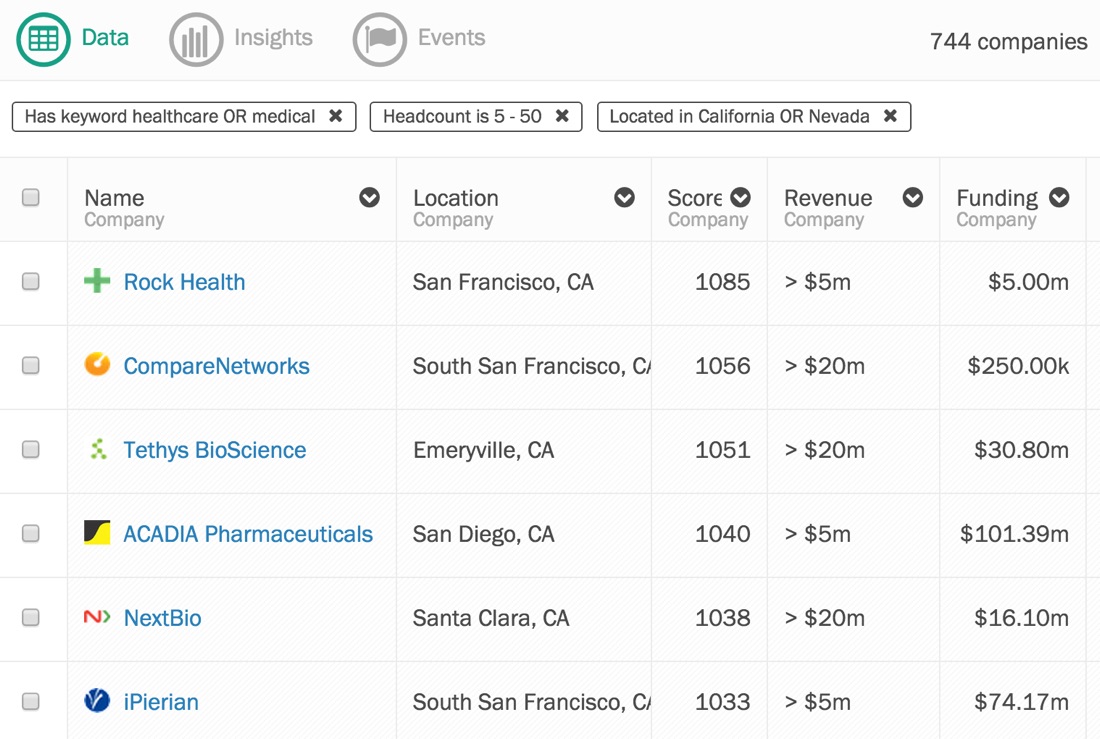 Data Insights Events 744 companies
Has keyword healthcare OR medical ✖ Headcount is 5 - 50 ✖ Located in California OR Nevada ✖
Name Location Score Revenue Funding
Company Company Company Company Company
Rock Health San Francisco, CA 1085 > $5m $5.00m
CompareNetworks South San Francisco, CA 1056 > $20m $250.00k
Tethys BioScience Emeryville, CA 1051 > $20m $30.80m
ACADIA Pharmaceuticals San Diego, CA 1040 > $5m $101.39m
NextBio Santa Clara, CA 1038 > $20m $16.10m
iPierian South San Francisco, CA 1033 > $5m $74.17m